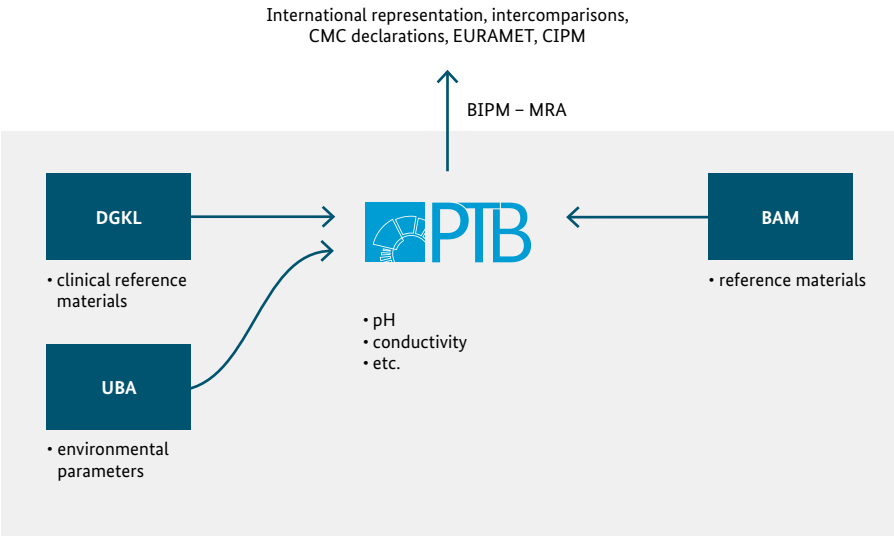 International representation, intercomparisons,
CMC declarations, EURAMET, CIPM
BIPM – MRA
DGKL
• clinical reference
materials
UBA
• environmental
parameters
PTB
• pH
• conductivity
• etc.
BAM
• reference materials